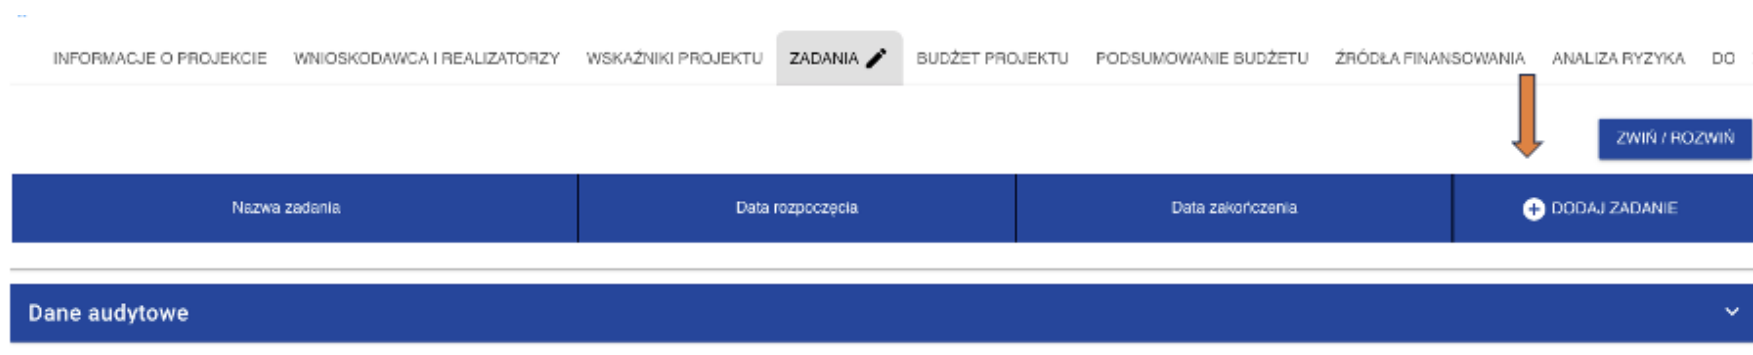 INFORMACJE O PROJEKCIE WNIOSKODAWCA I REALIZATORZY WSKAŹNIKI PROJEKTU ZADANIA BUDŻET PROJEKTU PODSUMOWANIE BUDŻETU ŹRÓDŁA FINANSOWANIA ANALIZA RYZYKA DO
ZWIŃ / ROZWIŃ
Nazwa zadania Data rozpoczęcia Data zakończenia DODAJ ZADANIE
Dane audytowe